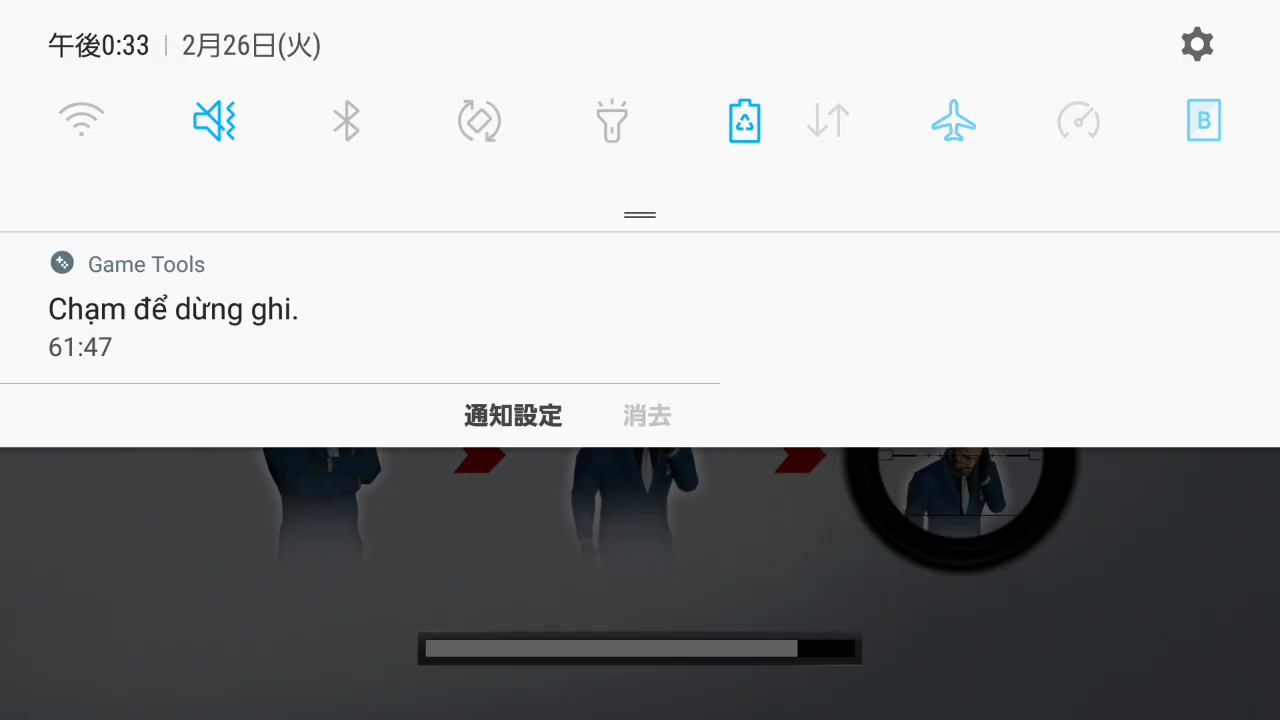 午後0:33 | 2月26日(火)
B
Game Tools
Chạm để dừng ghi.
61:47
通知設定 消去